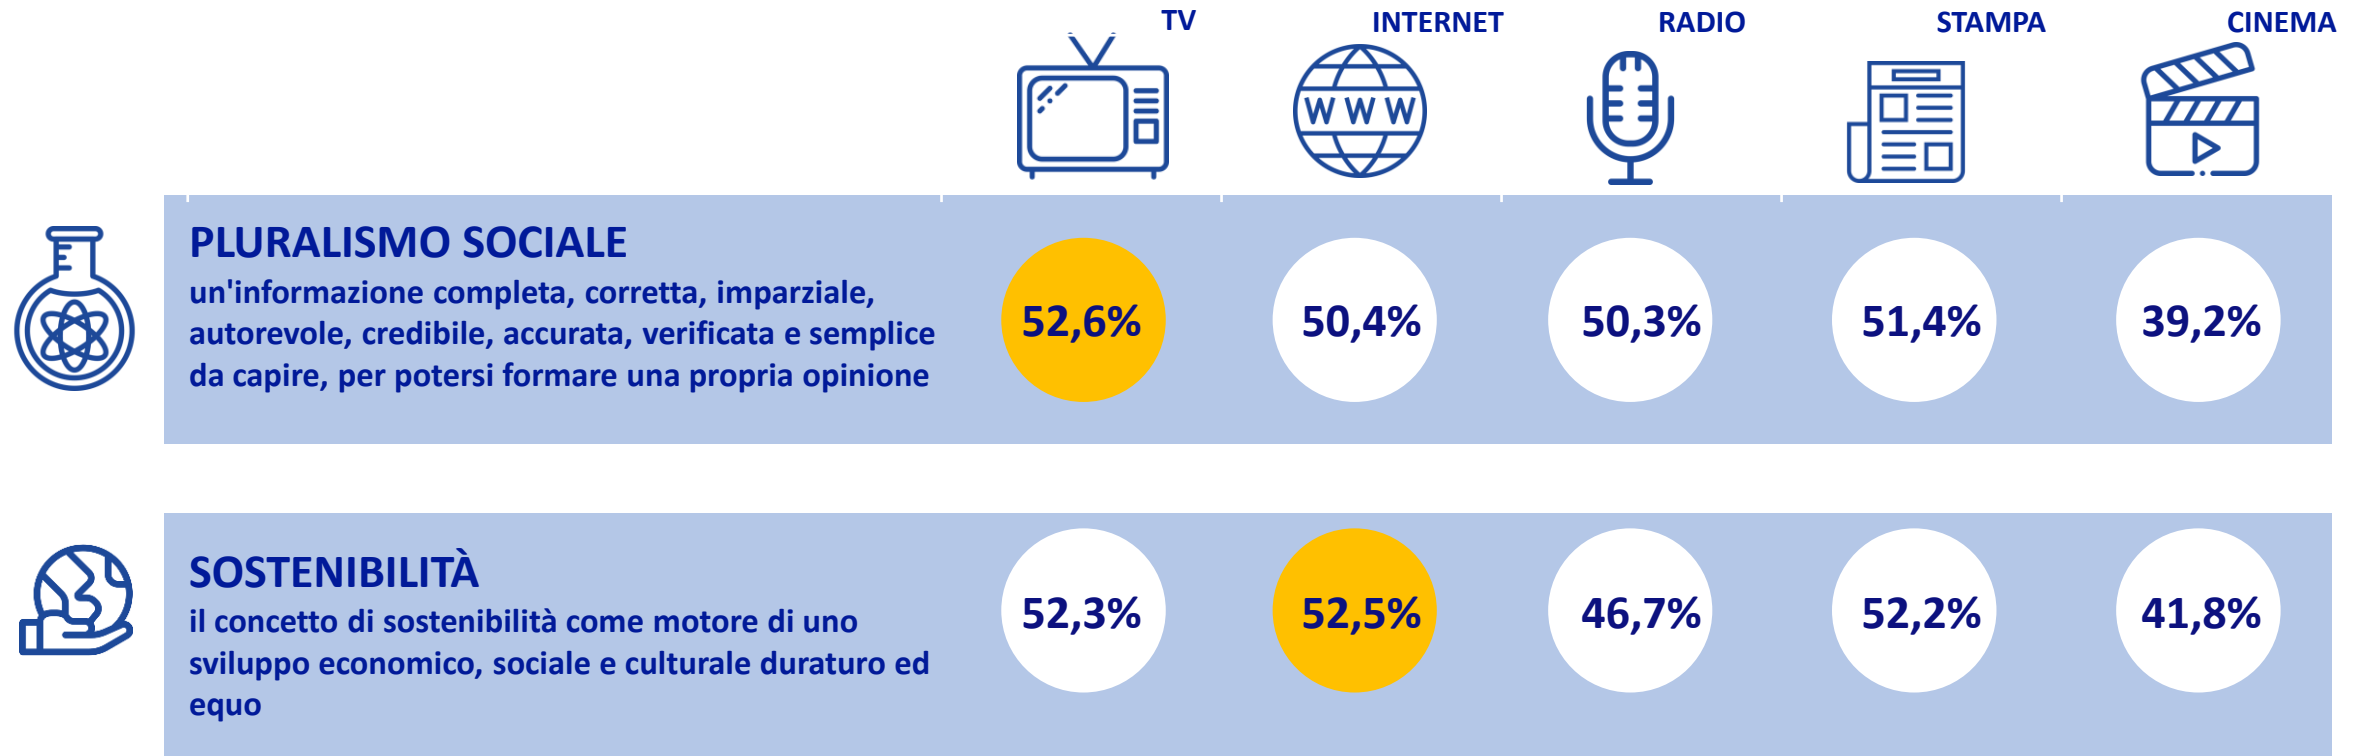 TV INTERNET RADIO STAMPA CINEMA
WWW
PLURALISMO SOCIALE
un'informazione completa, corretta, imparziale,
autorevole, credibile, accurata, verificata e semplice
da capire, per potersi formare una propria opinione
52,6% 50,4% 50,3% 51,4% 39,2%
SOSTENIBILITÀ
il concetto di sostenibilità come motore di uno
sviluppo economico, sociale e culturale duraturo ed
equo
52,3% 52,5% 46,7% 52,2% 41,8%